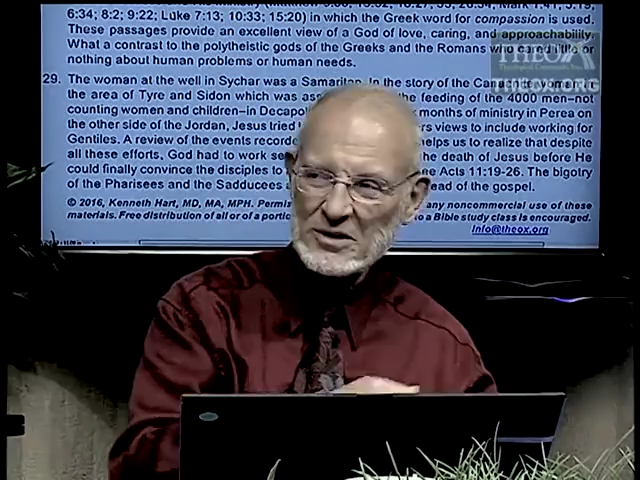 6:34; 8:2; 9:22; Luke 7:13; 10:33; 15:20) in which the Greek word for compassion is used.
These passages provide an excellent view of a God of love, caring, and approachability.
What a contrast to the polytheistic gods of the Greeks and the Romans who cared little or
nothing about human problems or human needs.
THEOX
THEOX.ORG
29. The woman at the well in Sychar was a Samaritan. In the story of the
the area of Tyre and Sidon which was the feeding of the 4000 men–not
counting women and children–in months of ministry in Perea on
the other side of the Jordan, Jesus tried views to include working for
Gentiles. A review of the events helps us to realize that despite
all these efforts, God had to work the death of Jesus before He
could finally convince the disciples to Acts 11:19-26. The bigotry
of the Pharisees and the Sadducees of the gospel.
© 2016, Kenneth Hart, MD, MA, MPH. any noncommercial use of these
materials. Free distribution of all or a a Bible study class is encouraged.
Info@theox.org